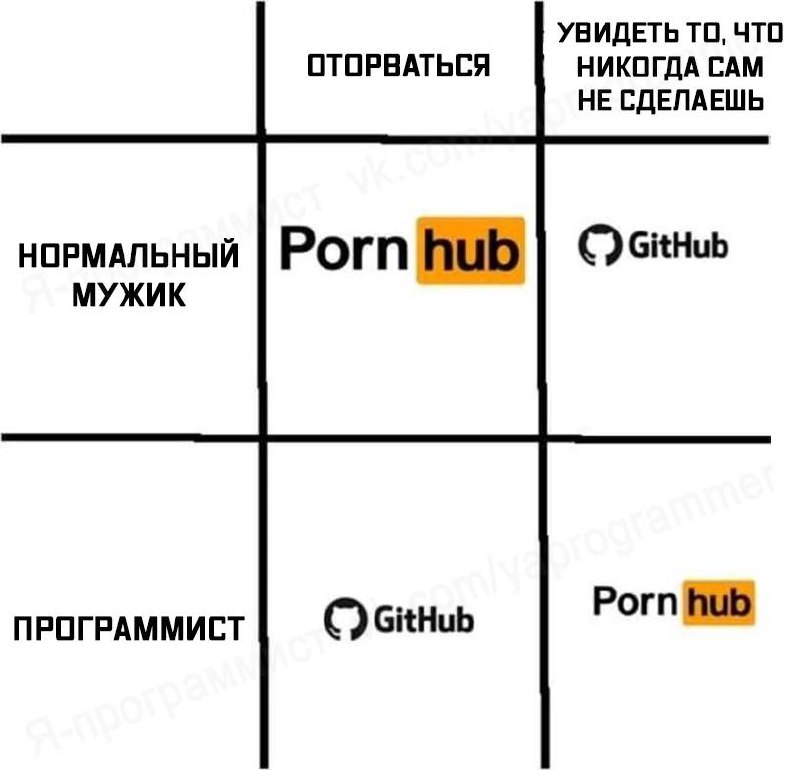 ОТОРВАТЬСЯ
УВИДЕТЬ ТО, ЧТО
НИКОГДА САМ
НЕ СДЕЛАЕШЬ
НОРМАЛЬНЫЙ
МУЖИК
Porn hub
GitHub
ПРОГРАММИСТ
GitHub
Porn hub
Я-программист vk.com/yaprogrammer
Я-программист vk.com/yaprogrammer